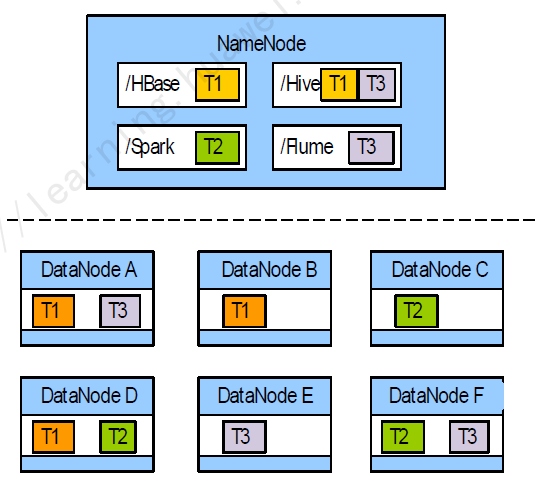 NameNode
/HBase T1 /Hive T1 T3
/Spark T2 /Flume T3
DataNode A DataNode B DataNode C
T1 T3 T1 T2
DataNode D DataNode E DataNode F
T1 T2 T3 T2 T3
//learning.huawei.